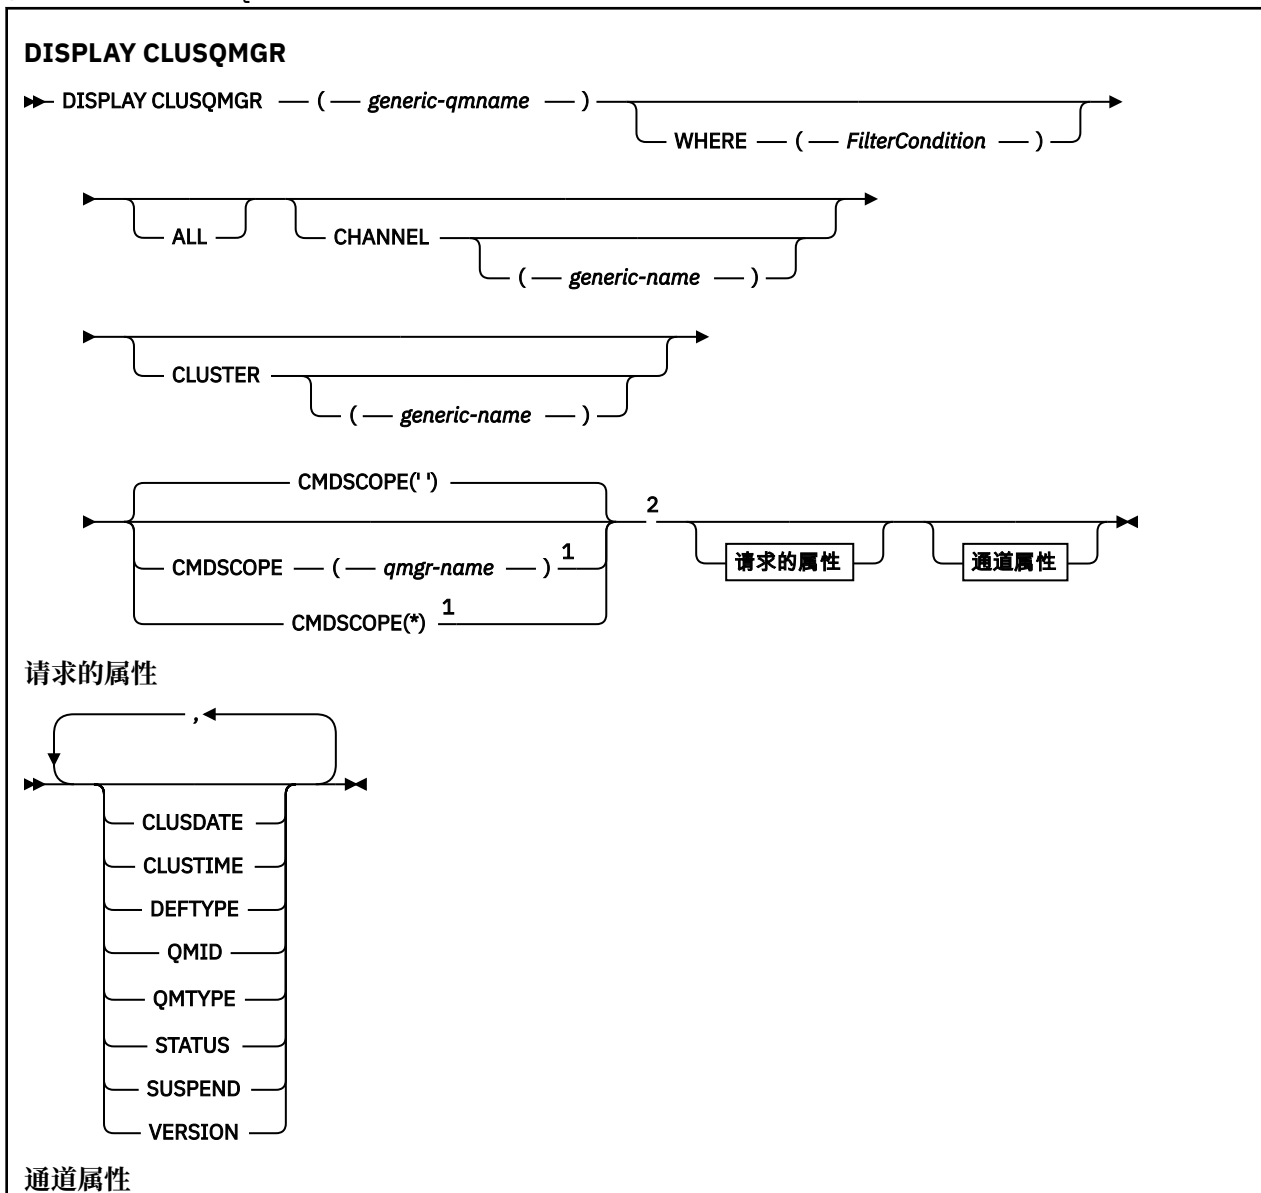 DISPLAY CLUSQMGR
DISPLAY CLUSQMGR ( generic-qmname )
WHERE ( FilterCondition )
ALL CHANNEL
( generic-name )
CLUSTER
( generic-name )
CMDSCOPE(' ')
2
CMDSCOPE ( qmgr-name ) 1
请求的属性 通道属性
CMDSCOPE(*) 1
请求的属性
,
CLUSDATE
CLUSTIME
DEFTYPE
QMID
QMTYPE
STATUS
SUSPEND
VERSION
通道属性